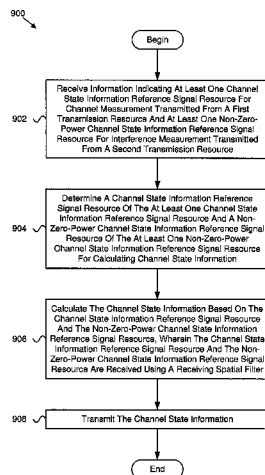 900
Begin
Receive Information Indicating At Least One Channel
State Information Reference Signal Resource For
Channel Measurement Transmitted From A First
Transmission Resource And At Least One Non-Zero-
Power Channel State Information Reference Signal
Resource For Interference Measurement Transmitted
From A Second Transmission Resource
902
Determine A Channel State Information Reference
Signal Resource Of The At Least One Channel State
Information Reference Signal Resource And A Non-
Zero-Power Channel State Information Reference Signal
Resource Of The At Least One Non-Zero-Power
Channel State Information Reference Signal Resource
For Calculating Channel State Information
904
Calculate The Channel State Information Based On The
Channel State Information Reference Signal Resource
And The Non-Zero-Power Channel State Information
Reference Signal Resource, Wherein The Channel State
Information Reference Signal Resource And The Non-
Zero-Power Channel State Information Reference Signal
Resource Are Received Using A Receiving Spatial Filter
906
Transmit The Channel State Information
908
End